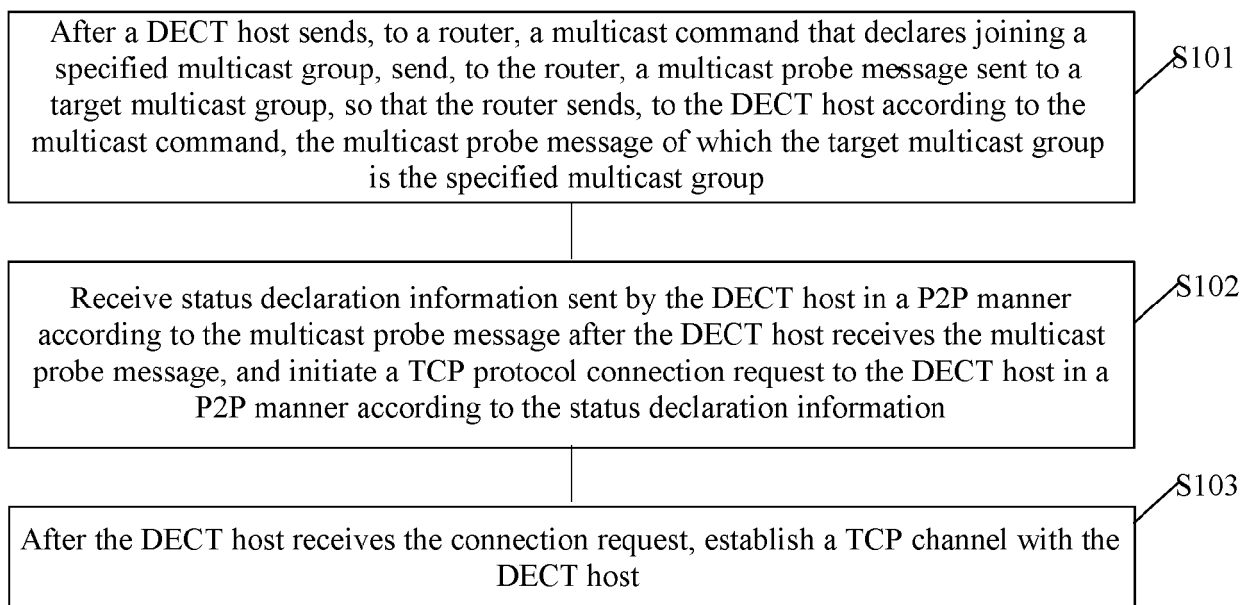 After a DECT host sends, to a router, a multicast command that declares joining a
specified multicast group, send, to the router, a multicast probe message sent to a
target multicast group, so that the router sends, to the DECT host according to the
multicast command, the multicast probe message of which the target multicast group
is the specified multicast group
S101
Receive status declaration information sent by the DECT host in a P2P manner
according to the multicast probe message after the DECT host receives the multicast
probe message, and initiate a TCP protocol connection request to the DECT host in a
P2P manner according to the status declaration information
S102
After the DECT host receives the connection request, establish a TCP channel with the
DECT host
S103